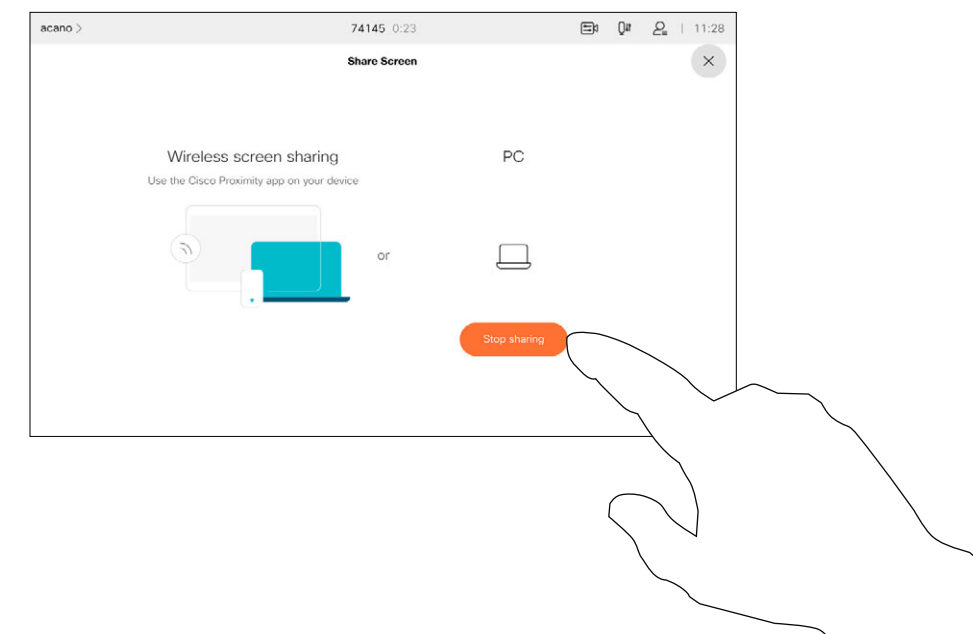 acano >
74145 0:23
11:28
Share Screen
Wireless screen sharing
Use the Cisco Proximity app on your device
or
PC
Stop sharing